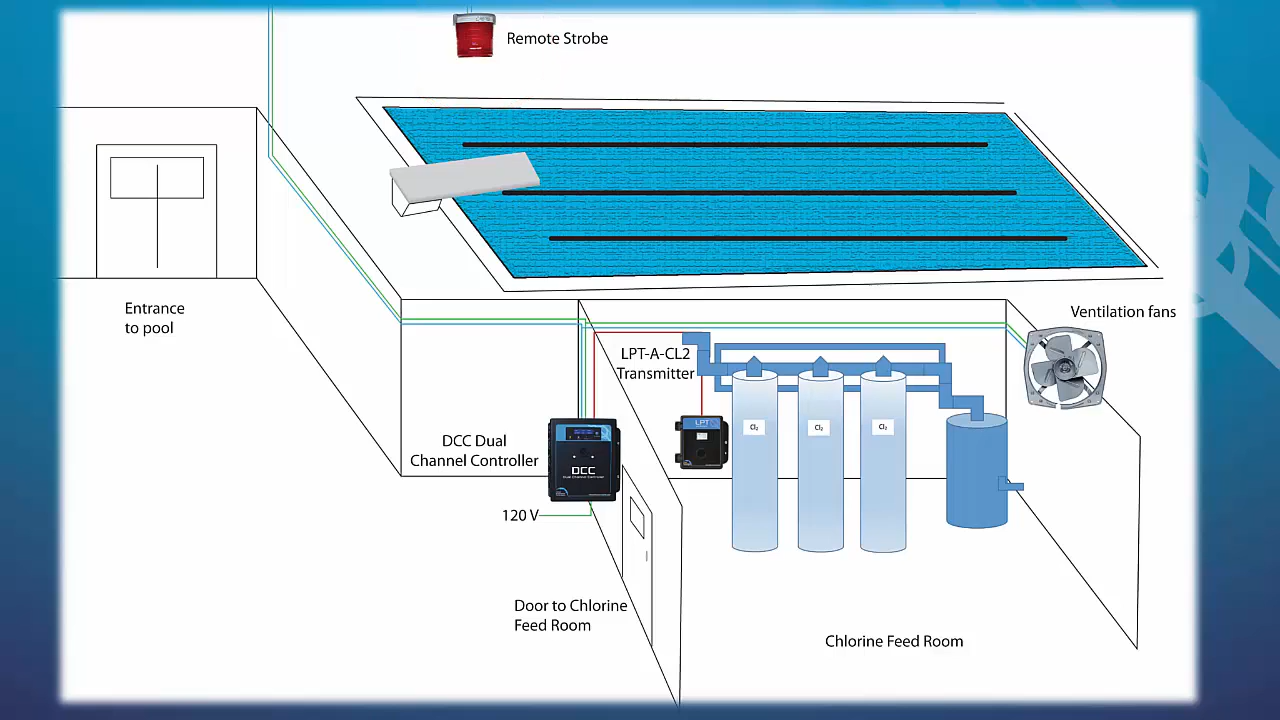 Remote Strobe
Entrance
to pool
Ventilation fans
LPT-A-CL2
Transmitter
LPT
Cl₂
Cl₂
Cl₂
DCC Dual
Channel Controller
DCC
Dual Channel Controller
120 V
Door to Chlorine
Feed Room
Chlorine Feed Room